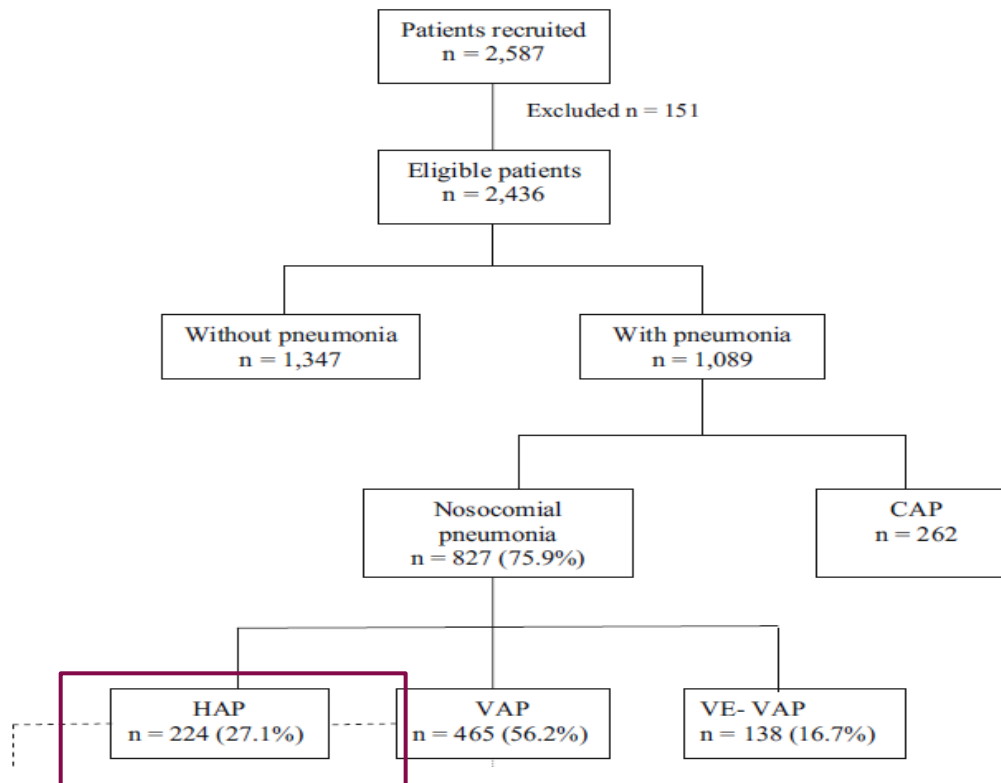 Patients recruited
n = 2,587
Excluded n = 151
Eligible patients
n = 2,436
Without pneumonia
n = 1,347
With pneumonia
n = 1,089
Nosocomial
pneumonia
n = 827 (75.9%)
CAP
n = 262
HAP
n = 224 (27.1%)
VAP
n = 465 (56.2%)
VE- VAP
n = 138 (16.7%)